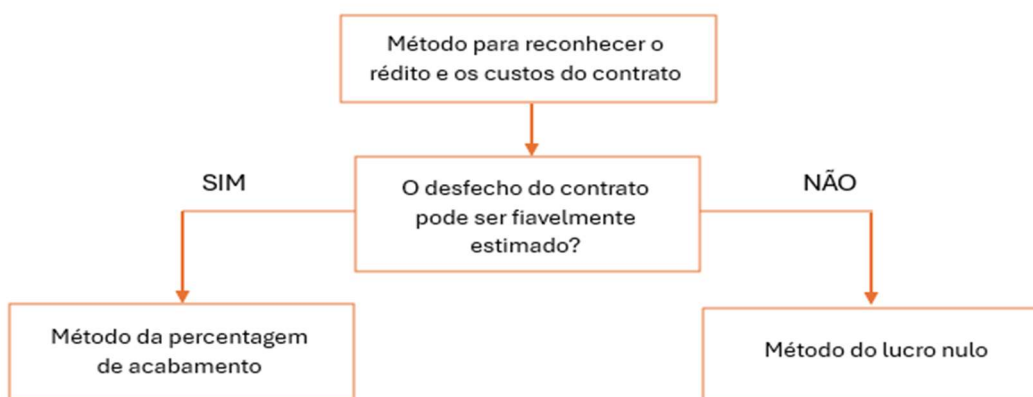 Método para reconhecer o
rédito e os custos do contrato
SIM
O desfecho do contrato
pode ser fiavelmente
estimado?
NÃO
Método da percentagem
de acabamento
Método do lucro nulo